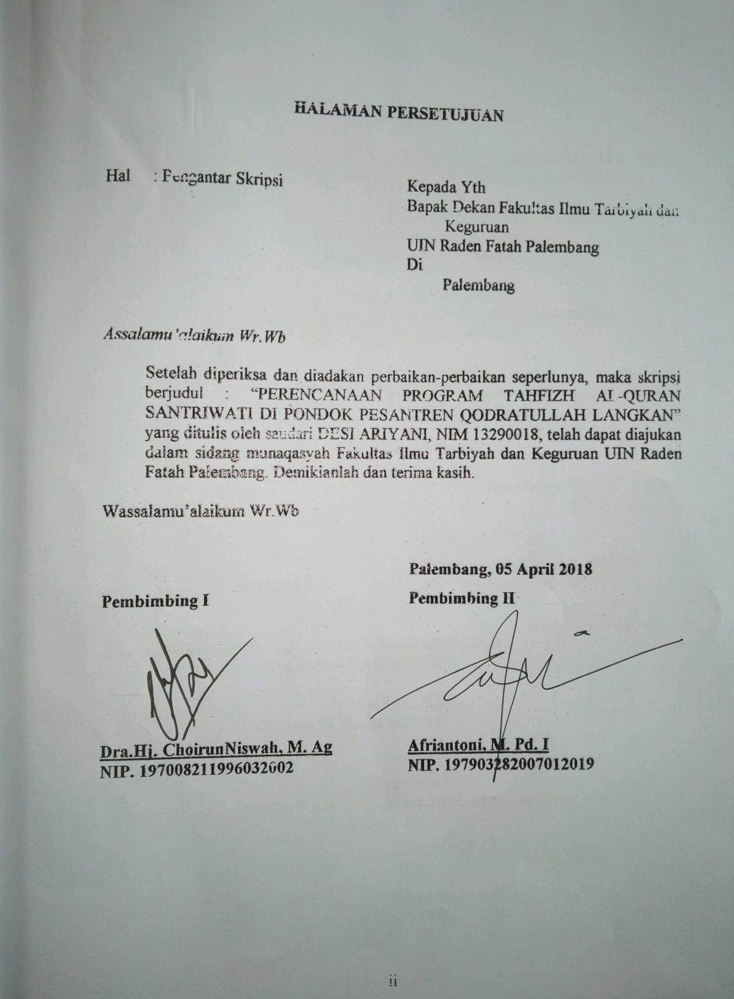 HALAMAN PERSETUJUAN
Hal : Pengantar Skripsi
Kepada Yth
Bapak Dekan Fakultas Ilmu Tarbiyah dan
Keguruan
UIN Raden Fatah Palembang
Di
Palembang
Assalamu'alaikum Wr.Wb
Setelah diperiksa dan diadakan perbaikan-perbaikan seperlunya, maka skripsi
berjudul : “PERENCANAAN PROGRAM TAHFIZH AL-QURAN
SANTRIWATI DI PONDOK PESANTREN QODRATULLAH LANGKAN”
yang ditulis oleh saudari DESI ARIYANI, NIM 13290018, telah dapat diajukan
dalam sidang munaqasyah Fakultas Ilmu Tarbiyah dan Keguruan UIN Raden
Fatah Palembang. Demikianlah dan terima kasih.
Wassalamu'alaikum Wr.Wb
Palembang, 05 April 2018
Pembimbing I
Pembimbing II
Dra.Hj. ChoirunNiswah, M. Ag
NIP. 197008211996032002
Afriantoni, M. Pd. I
NIP. 197903282007012019
ii